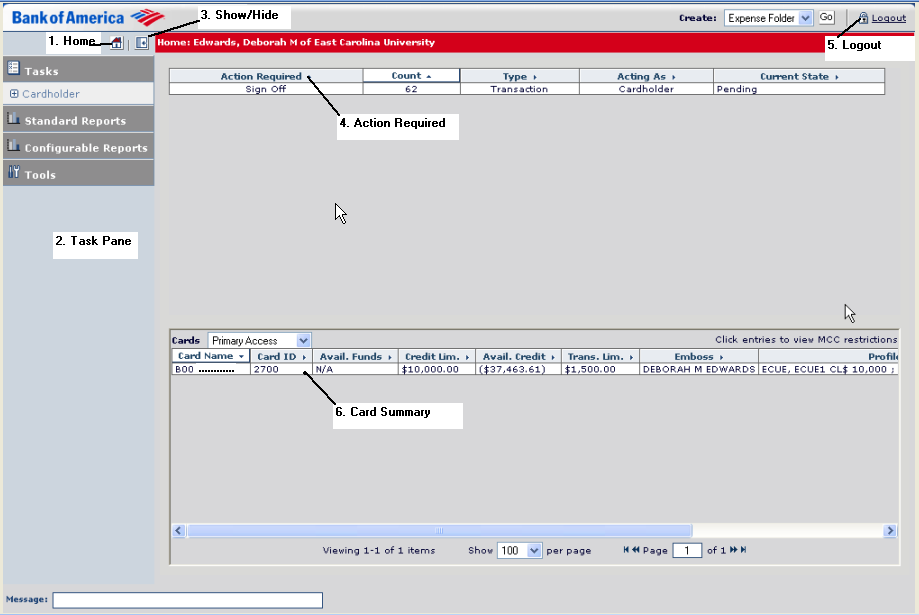 Bank of America
3. Show/Hide
Create: Expense Folder Go Logout
1. Home
Home: Edwards, Deborah M of East Carolina University
5. Logout
Tasks
Cardholder
Standard Reports
Configurable Reports
Tools
2. Task Pane
Action Required Count Type Acting As Current State
Sign Off 62 Transaction Cardholder Pending
4. Action Required
Cards Primary Access Click entries to view MCC restrictions
Card Name Card ID Avail. Funds Credit Lim. Avail. Credit Trans. Lim. Emboss Profile
B00 ............ 2700 N/A $10,000.00 ($37,463.61) $1,500.00 DEBORAH M EDWARDS ECUE, ECUE1 CL$ 10,000 ;
6. Card Summary
Viewing 1-1 of 1 items Show 100 per page Page 1 of 1
Message: